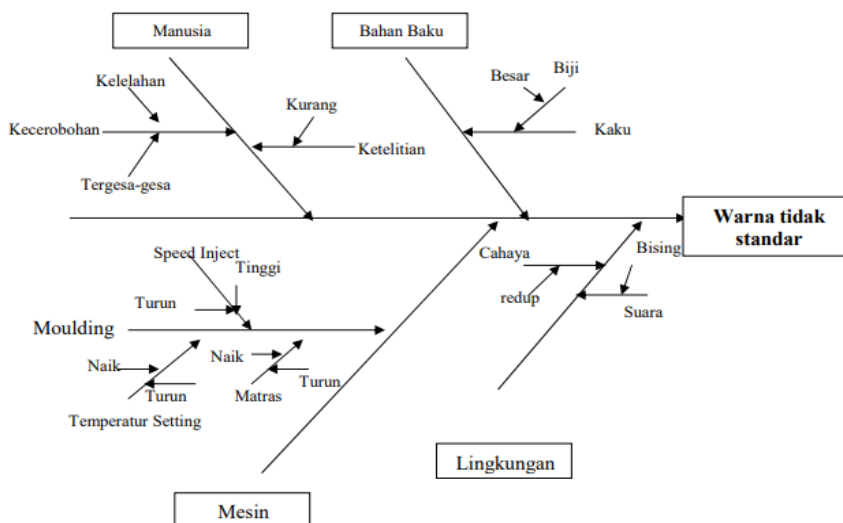 Manusia
Bahan Baku
Kelelahan
Besar
Biji
Kurang
Kecerobohan
Ketelitian
Kaku
Tergesa-gesa
Warna tidak
standar
Speed Inject
Tinggi
Cahaya
Bising
Turun
redup
Suara
Moulding
Naik
Naik
Turun
Turun
Matras
Temperatur Setting
Lingkungan
Mesin